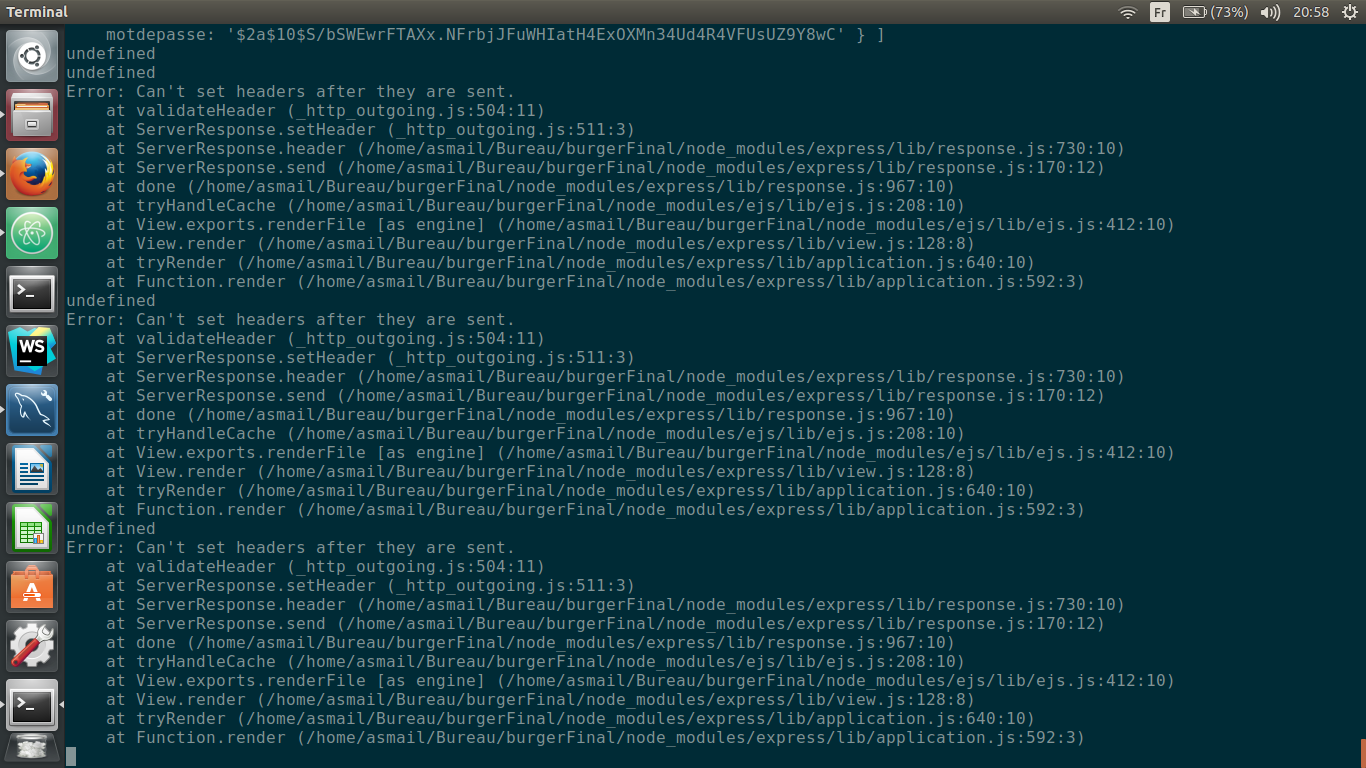 Terminal
Fr
(73%)
20:58
motdepasse: '$2a$10$S/bSWEwrFTAXx.NFrbjJFuWHIatH4ExOXMn34Ud4R4VFUsUZ9Y8wC' } ]
undefined
undefined
Error: Can't set headers after they are sent.
at validateHeader (_http_outgoing.js:504:11)
at ServerResponse.setHeader (_http_outgoing.js:511:3)
at ServerResponse.header (/home/asmail/Bureau/burgerFinal/node_modules/express/lib/response.js:730:10)
at ServerResponse.send (/home/asmail/Bureau/burgerFinal/node_modules/express/lib/response.js:170:12)
at done (/home/asmail/Bureau/burgerFinal/node_modules/express/lib/response.js:967:10)
at tryHandleCache (/home/asmail/Bureau/burgerFinal/node_modules/ejs/lib/ejs.js:208:10)
at View.exports.renderFile [as engine] (/home/asmail/Bureau/burgerFinal/node_modules/ejs/lib/ejs.js:412:10)
at View.render (/home/asmail/Bureau/burgerFinal/node_modules/express/lib/view.js:128:8)
at tryRender (/home/asmail/Bureau/burgerFinal/node_modules/express/lib/application.js:640:10)
at Function.render (/home/asmail/Bureau/burgerFinal/node_modules/express/lib/application.js:592:3)
undefined
Error: Can't set headers after they are sent.
at validateHeader (_http_outgoing.js:504:11)
at ServerResponse.setHeader (_http_outgoing.js:511:3)
at ServerResponse.header (/home/asmail/Bureau/burgerFinal/node_modules/express/lib/response.js:730:10)
at ServerResponse.send (/home/asmail/Bureau/burgerFinal/node_modules/express/lib/response.js:170:12)
at done (/home/asmail/Bureau/burgerFinal/node_modules/express/lib/response.js:967:10)
at tryHandleCache (/home/asmail/Bureau/burgerFinal/node_modules/ejs/lib/ejs.js:208:10)
at View.exports.renderFile [as engine] (/home/asmail/Bureau/burgerFinal/node_modules/ejs/lib/ejs.js:412:10)
at View.render (/home/asmail/Bureau/burgerFinal/node_modules/express/lib/view.js:128:8)
at tryRender (/home/asmail/Bureau/burgerFinal/node_modules/express/lib/application.js:640:10)
at Function.render (/home/asmail/Bureau/burgerFinal/node_modules/express/lib/application.js:592:3)
undefined
Error: Can't set headers after they are sent.
at validateHeader (_http_outgoing.js:504:11)
at ServerResponse.setHeader (_http_outgoing.js:511:3)
at ServerResponse.header (/home/asmail/Bureau/burgerFinal/node_modules/express/lib/response.js:730:10)
at ServerResponse.send (/home/asmail/Bureau/burgerFinal/node_modules/express/lib/response.js:170:12)
at done (/home/asmail/Bureau/burgerFinal/node_modules/express/lib/response.js:967:10)
at tryHandleCache (/home/asmail/Bureau/burgerFinal/node_modules/ejs/lib/ejs.js:208:10)
at View.exports.renderFile [as engine] (/home/asmail/Bureau/burgerFinal/node_modules/ejs/lib/ejs.js:412:10)
at View.render (/home/asmail/Bureau/burgerFinal/node_modules/express/lib/view.js:128:8)
at tryRender (/home/asmail/Bureau/burgerFinal/node_modules/express/lib/application.js:640:10)
at Function.render (/home/asmail/Bureau/burgerFinal/node_modules/express/lib/application.js:592:3)
>_
WS
>_